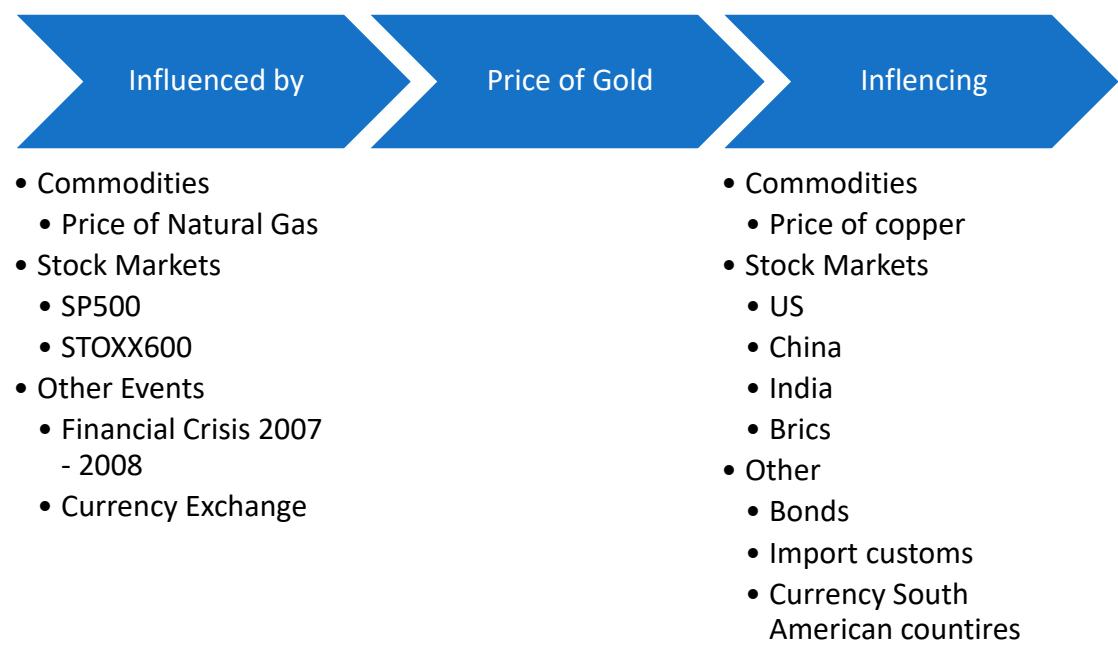 Influenced by
Price of Gold
Inflencing
• Commodities
• Price of Natural Gas
• Stock Markets
• SP500
• STOXX600
• Other Events
• Financial Crisis 2007
- 2008
• Currency Exchange
• Commodities
• Price of copper
• Stock Markets
• US
• China
• India
• Brics
• Other
• Bonds
• Import customs
• Currency South
American countires